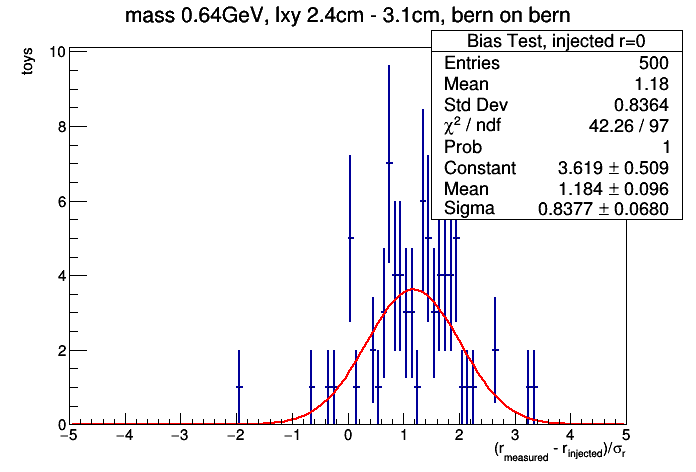 mass 0.64GeV, lxy 2.4cm - 3.1cm, bern on bern
Bias Test, injected r=0
Entries 500
Mean 1.18
Std Dev 0.8364
χ² / ndf 42.26 / 97
Prob 1
Constant 3.619 ± 0.509
Mean 1.184 ± 0.096
Sigma 0.8377 ± 0.0680
toys
10
8
6
4
2
0
−5 −4 −3 −2 −1 0 1 2 3 4 5
(r_measured - r_injected)/σ_r